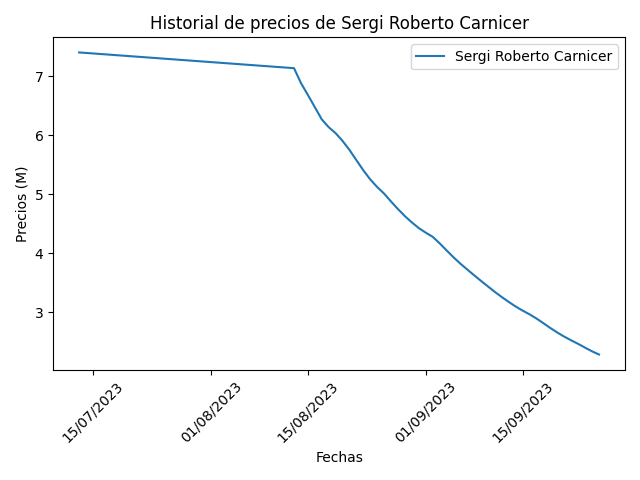 Historial de precios de Sergi Roberto Carnicer
Sergi Roberto Carnicer
Precios (M)
7
6
5
4
3
15/07/2023
01/08/2023
15/08/2023
01/09/2023
15/09/2023
Fechas